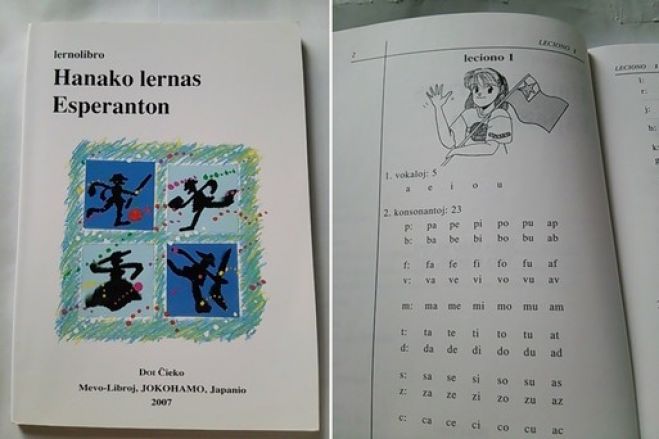 lernolibro
Hanako lernas
Esperanton
Doi Ĉieko
Mevo-Libroj, JOKOHAMO, Japanio
2007
2
LECIONO 1
leciono 1
1. vokaloj: 5
a e i o u
2. konsonantoj: 23
p: pa pe pi po pu ap
b: ba be bi bo bu ab
f: fa fe fi fo fu af
v: va ve vi vo vu av
m: ma me mi mo mu am
t: ta te ti to tu at
d: da de di do du ad
s: sa se si so su as
z: za ze zi zo zu az
c: ca ce ci co cu ac
LECIONO 1
l:
r:
j:
h:
k:
g